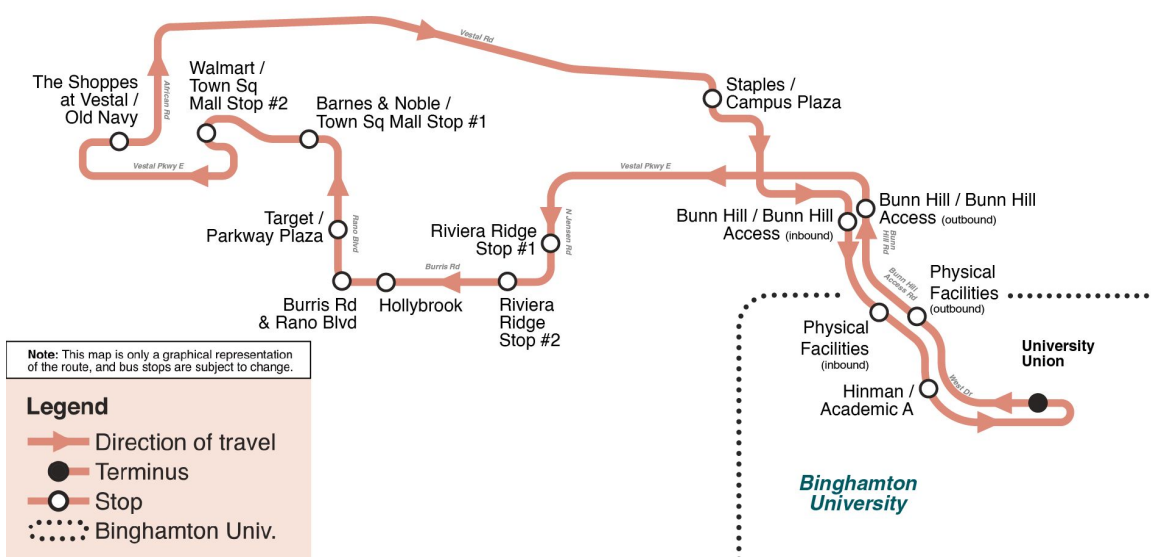 Vestal Rd
The Shoppes
at Vestal /
Old Navy
African Rd
Walmart /
Town Sq
Mall Stop #2
Barnes & Noble /
Town Sq Mall Stop #1
Staples /
Campus Plaza
Vestal Pkwy E
Vestal Pkwy E
Target /
Parkway Plaza
Rano Blvd
Riviera Ridge
Stop #1
N Jensen Rd
Bunn Hill / Bunn Hill
Access (inbound)
Bunn Hill / Bunn Hill
Access (outbound)
Bunn
Hill Rd
Burris Rd
Burris Rd
& Rano Blvd
Hollybrook
Riviera
Ridge
Stop #2
Bunn Hill
Access Rd
Physical
Facilities
(outbound)
Physical
Facilities
(inbound)
University
Union
Hinman /
Academic A
West Dr
Binghamton
University
Note: This map is only a graphical representation
of the route, and bus stops are subject to change.
Legend
Direction of travel
Terminus
Stop
Binghamton Univ.